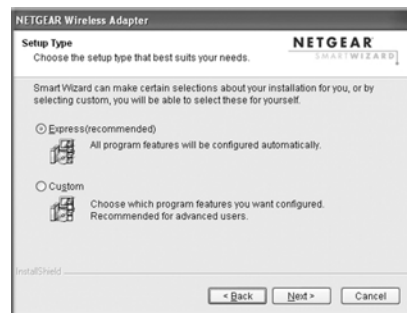 NETGEAR Wireless Adapter
Setup Type
Choose the setup type that best suits your needs.
NETGEAR
SMARTWIZARD
Smart Wizard can make certain selections about your installation for you, or by
selecting custom, you will be able to select these for yourself.
Express(recommended)
All program features will be configured automatically.
Custom
Choose which program features you want configured.
Recommended for advanced users.
InstallShield
< Back
Next >
Cancel